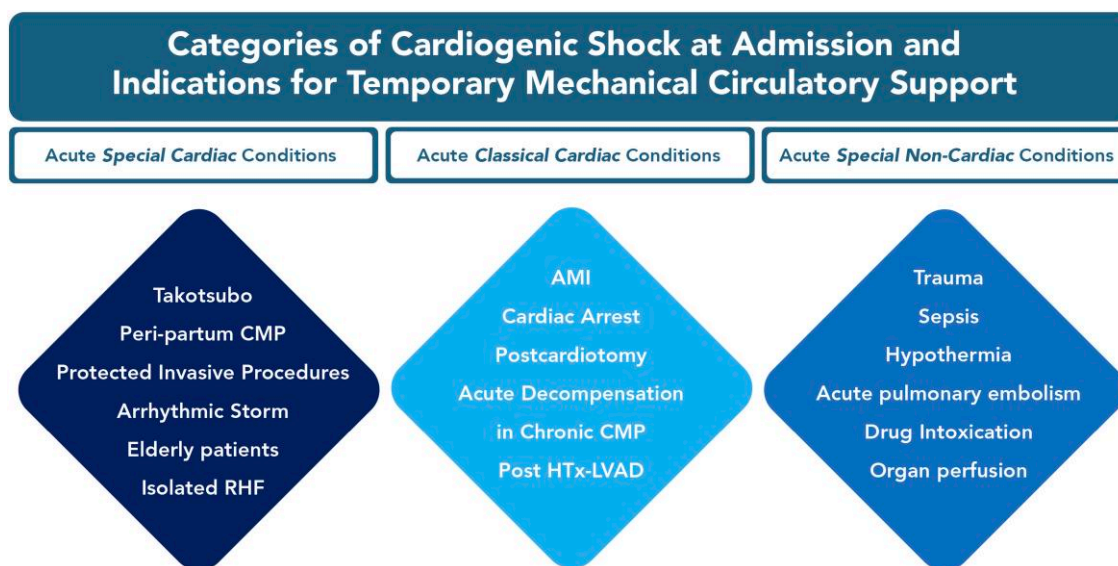 Categories of Cardiogenic Shock at Admission and
Indications for Temporary Mechanical Circulatory Support
Acute Special Cardiac Conditions
Acute Classical Cardiac Conditions
Acute Special Non-Cardiac Conditions
Takotsubo
Peri-partum CMP
Protected Invasive Procedures
Arrhythmic Storm
Elderly patients
Isolated RHF
AMI
Cardiac Arrest
Postcardiotomy
Acute Decompensation
in Chronic CMP
Post HTx-LVAD
Trauma
Sepsis
Hypothermia
Acute pulmonary embolism
Drug Intoxication
Organ perfusion